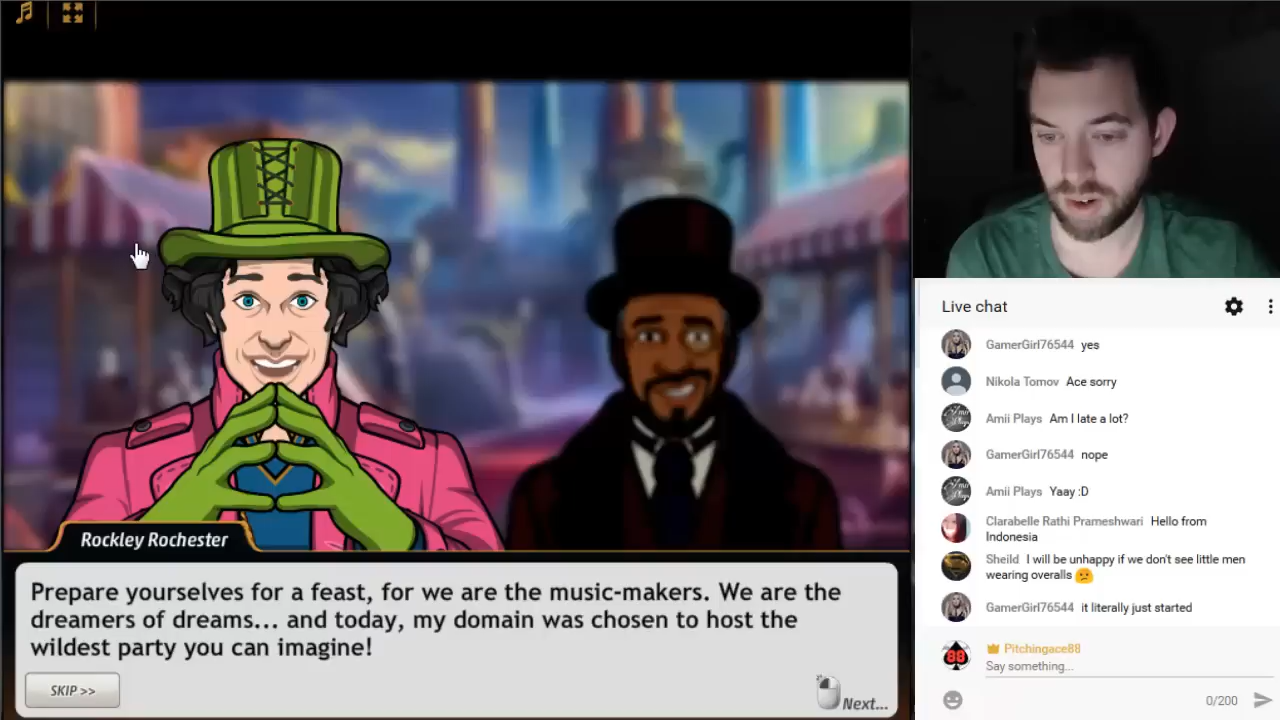 Rockley Rochester
Prepare yourselves for a feast, for we are the music-makers. We are the
dreamers of dreams... and today, my domain was chosen to host the
wildest party you can imagine!
SKIP >>
Next...
Live chat
GamerGirl76544 yes
Nikola Tomov Ace sorry
Amii Plays Am I late a lot?
GamerGirl76544 nope
Amii Plays Yaay :D
Clarabelle Rathi Prameshwari Hello from
Indonesia
Sheild I will be unhappy if we don't see little men
wearing overalls 😕
GamerGirl76544 it literally just started
88
Pitchingace88
Say something...
0/200